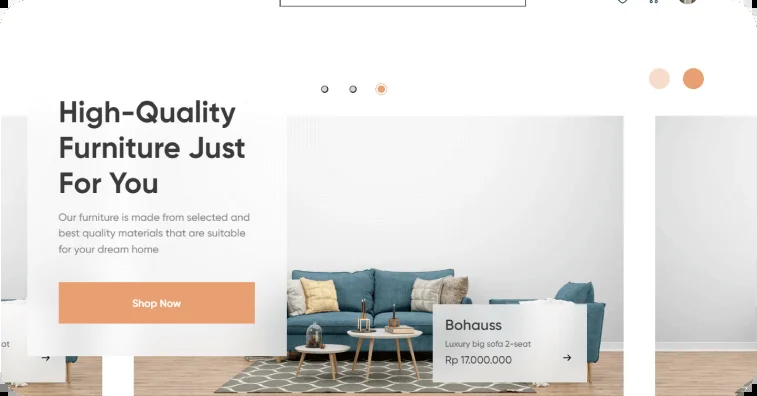 High-Quality
Furniture Just
For You
Our furniture is made from selected and
best quality materials that are suitable
for your dream home
Shop Now
at
Bohauss
Luxury big sofa 2-seat
Rp 17.000.000